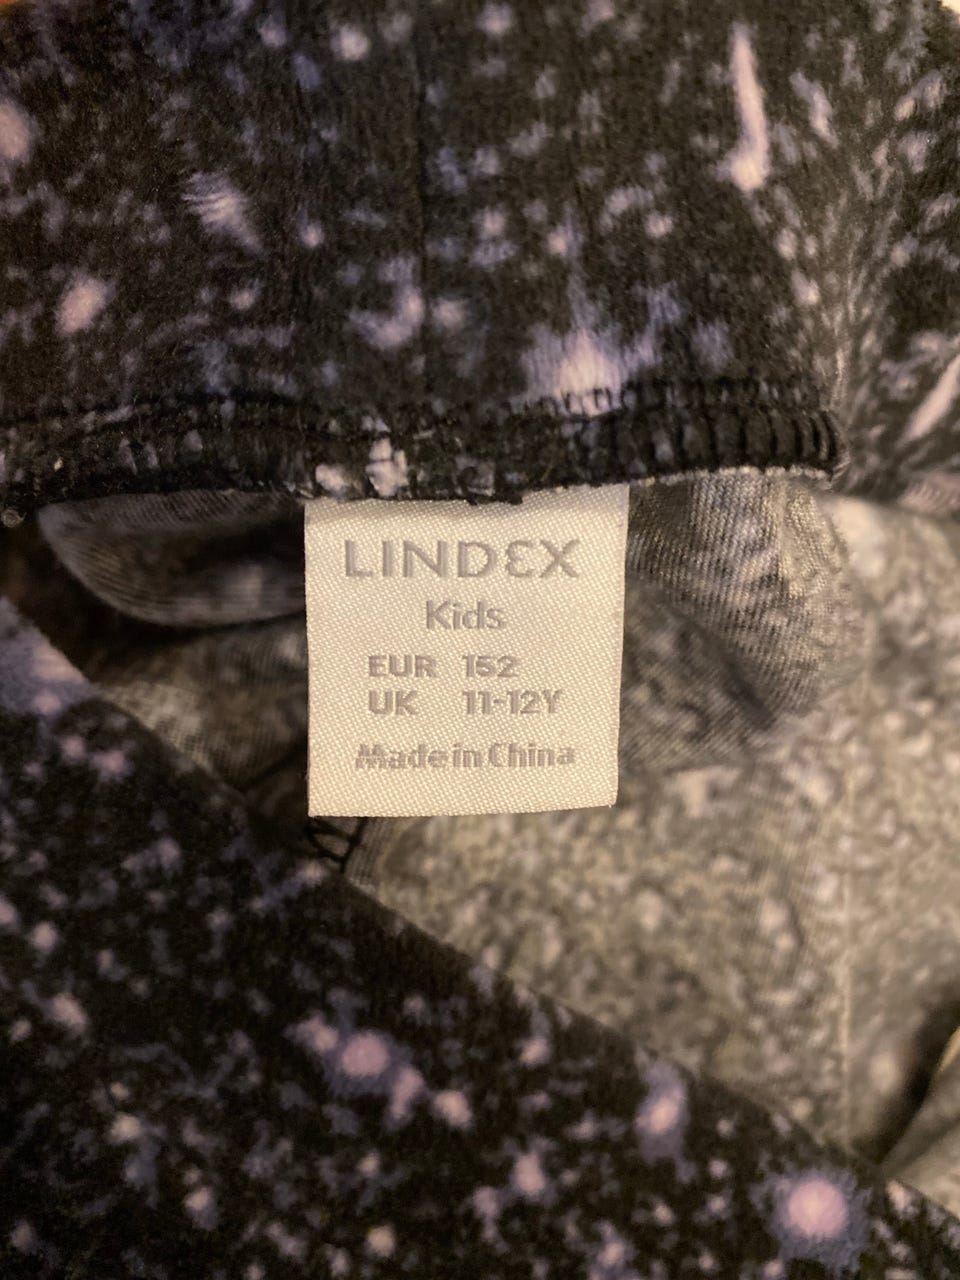 LINDEX
Kids
EUR 152
UK 11-12Y
Made in China